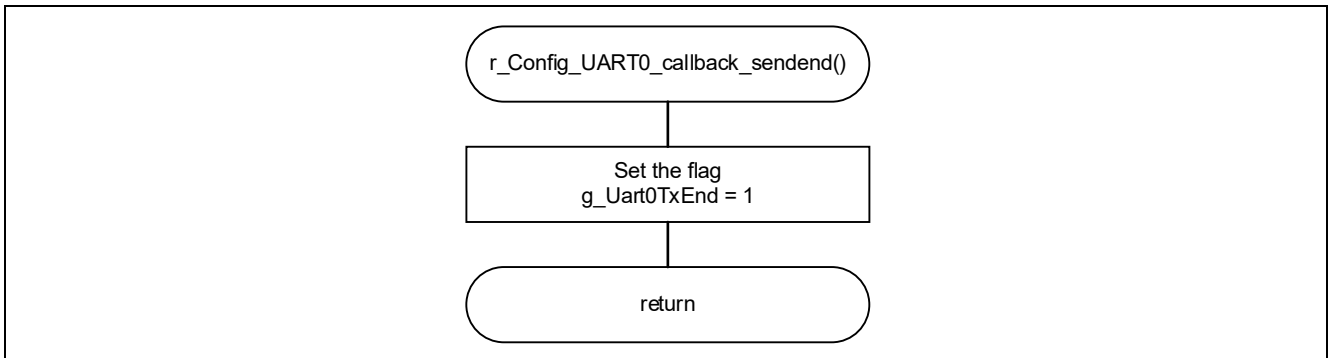 r_Config_UART0_callback_sendend()
Set the flag
g_Uart0TxEnd = 1
return